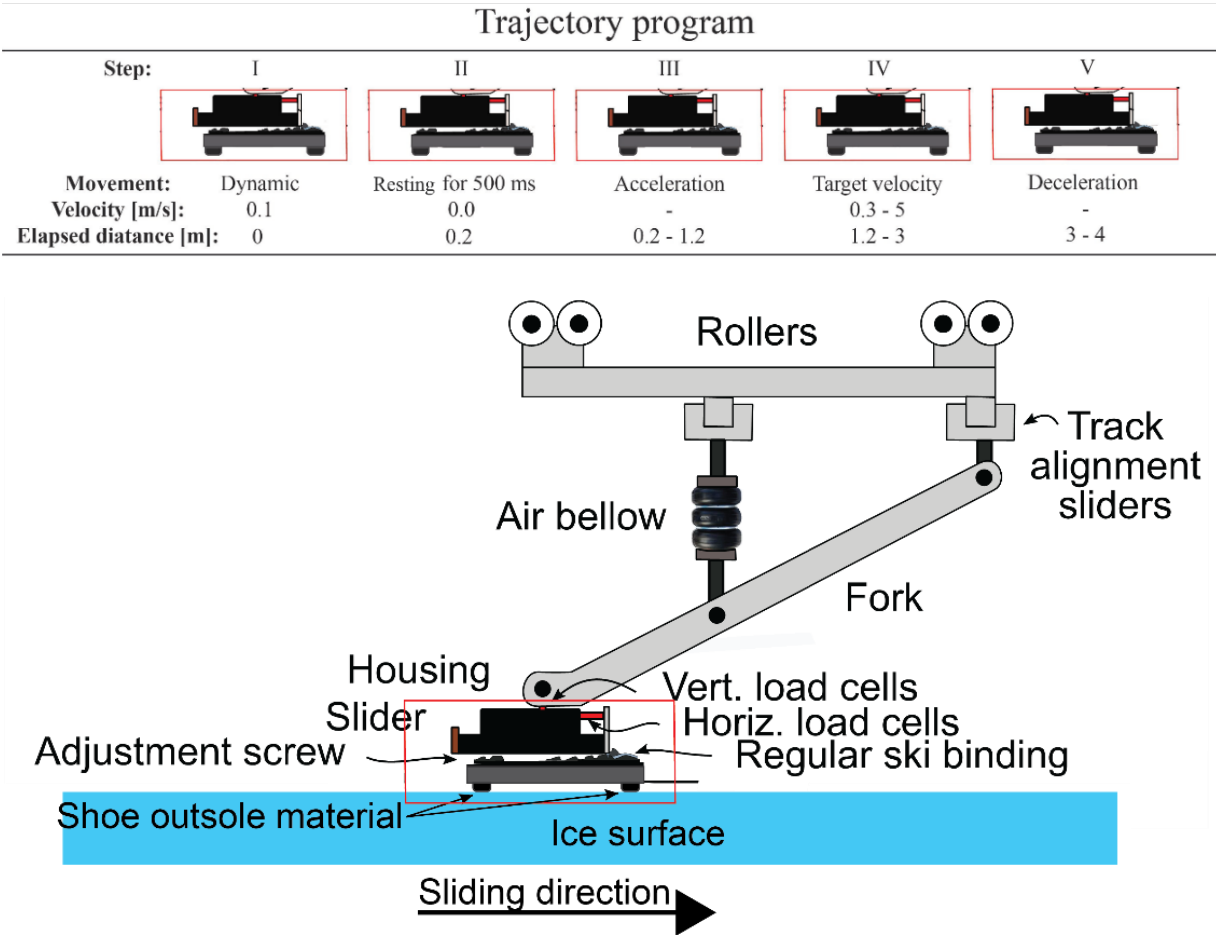 Trajectory program
Step: I II III IV V
Movement: Dynamic Resting for 500 ms Acceleration Target velocity Deceleration
Velocity [m/s]: 0.1 0.0 - 0.3 - 5 -
Elapsed diatance [m]: 0 0.2 0.2 - 1.2 1.2 - 3 3 - 4
Rollers
Track
alignment
sliders
Air bellow
Fork
Housing
Slider
Vert. load cells
Horiz. load cells
Adjustment screw
Regular ski binding
Shoe outsole material
Ice surface
Sliding direction